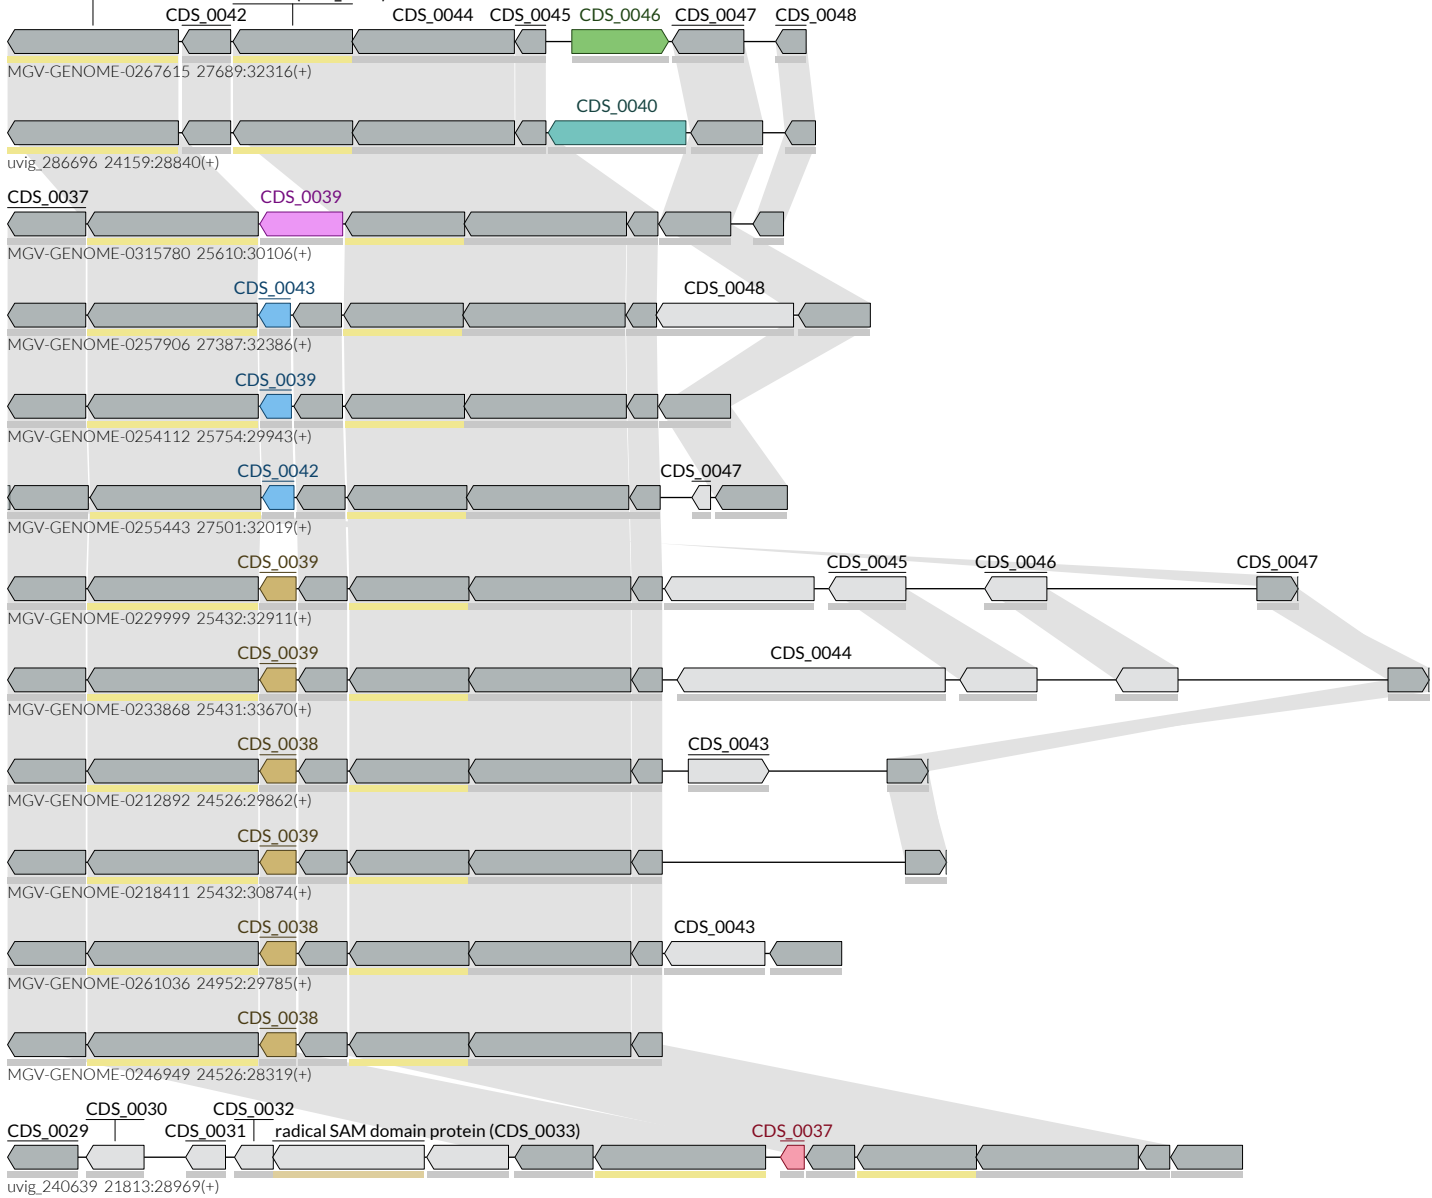 CDS_0042 CDS_0044 CDS_0045 CDS_0046 CDS_0047 CDS_0048
MGV-GENOME-0267615 27689:32316(+)
CDS_0040
uvig_286696 24159:28840(+)
CDS_0037 CDS_0039
MGV-GENOME-0315780 25610:30106(+)
CDS_0043 CDS_0048
MGV-GENOME-0257906 27387:32386(+)
CDS_0039
MGV-GENOME-0254112 25754:29943(+)
CDS_0042 CDS_0047
MGV-GENOME-0255443 27501:32019(+)
CDS_0039 CDS_0045 CDS_0046 CDS_0047
MGV-GENOME-0229999 25432:32911(+)
CDS_0039 CDS_0044
MGV-GENOME-0233868 25431:33670(+)
CDS_0038 CDS_0043
MGV-GENOME-0212892 24526:29862(+)
CDS_0039
MGV-GENOME-0218411 25432:30874(+)
CDS_0038 CDS_0043
MGV-GENOME-0261036 24952:29785(+)
CDS_0038
MGV-GENOME-0246949 24526:28319(+)
CDS_0030 CDS_0032
CDS_0029 CDS_0031 radical SAM domain protein (CDS_0033) CDS_0037
uvig_240639 21813:28969(+)